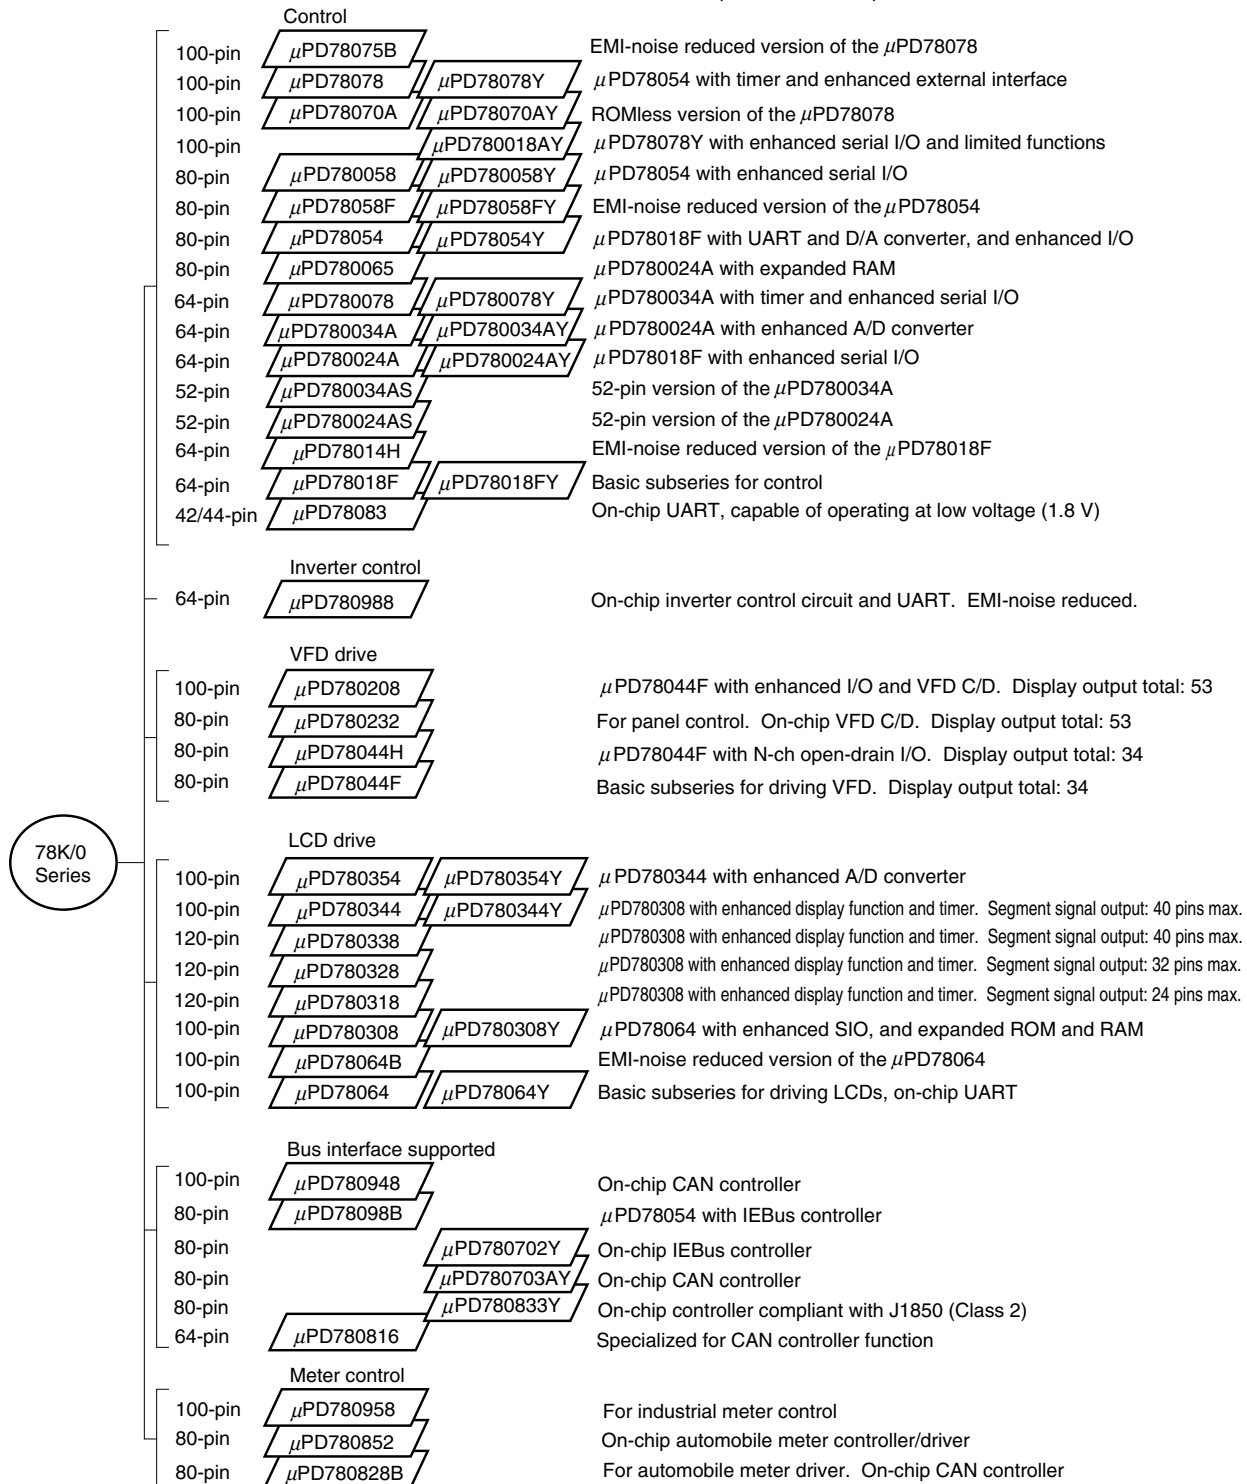 Control
100-pin μPD78075B EMI-noise reduced version of the μPD78078
100-pin μPD78078 μPD78078Y μPD78054 with timer and enhanced external interface
100-pin μPD78070A μPD78070AY ROMless version of the μPD78078
100-pin μPD780018AY μPD78078Y with enhanced serial I/O and limited functions
80-pin μPD780058 μPD780058Y μPD78054 with enhanced serial I/O
80-pin μPD78058F μPD78058FY EMI-noise reduced version of the μPD78054
80-pin μPD78054 μPD78054Y μPD78018F with UART and D/A converter, and enhanced I/O
80-pin μPD780065 μPD780024A with expanded RAM
64-pin μPD780078 μPD780078Y μPD780034A with timer and enhanced serial I/O
64-pin μPD780034A μPD780034AY μPD780024A with enhanced A/D converter
64-pin μPD780024A μPD780024AY μPD78018F with enhanced serial I/O
52-pin μPD780034AS 52-pin version of the μPD780034A
52-pin μPD780024AS 52-pin version of the μPD780024A
64-pin μPD78014H EMI-noise reduced version of the μPD78018F
64-pin μPD78018F μPD78018FY Basic subseries for control
42/44-pin μPD78083 On-chip UART, capable of operating at low voltage (1.8 V)
Inverter control
64-pin μPD780988 On-chip inverter control circuit and UART. EMI-noise reduced.
VFD drive
100-pin μPD780208 μPD78044F with enhanced I/O and VFD C/D. Display output total: 53
80-pin μPD780232 For panel control. On-chip VFD C/D. Display output total: 53
80-pin μPD78044H μPD78044F with N-ch open-drain I/O. Display output total: 34
80-pin μPD78044F Basic subseries for driving VFD. Display output total: 34
78K/0
Series
LCD drive
100-pin μPD780354 μPD780354Y μPD780344 with enhanced A/D converter
100-pin μPD780344 μPD780344Y μPD780308 with enhanced display function and timer. Segment signal output: 40 pins max.
120-pin μPD780338 μPD780308 with enhanced display function and timer. Segment signal output: 40 pins max.
120-pin μPD780328 μPD780308 with enhanced display function and timer. Segment signal output: 32 pins max.
120-pin μPD780318 μPD780308 with enhanced display function and timer. Segment signal output: 24 pins max.
100-pin μPD780308 μPD780308Y μPD78064 with enhanced SIO, and expanded ROM and RAM
100-pin μPD78064B EMI-noise reduced version of the μPD78064
100-pin μPD78064 μPD78064Y Basic subseries for driving LCDs, on-chip UART
Bus interface supported
100-pin μPD780948 On-chip CAN controller
80-pin μPD78098B μPD78054 with IEBus controller
80-pin μPD780702Y On-chip IEBus controller
80-pin μPD780703AY On-chip CAN controller
80-pin μPD780833Y On-chip controller compliant with J1850 (Class 2)
64-pin μPD780816 Specialized for CAN controller function
Meter control
100-pin μPD780958 For industrial meter control
80-pin μPD780852 On-chip automobile meter controller/driver
80-pin μPD780828B For automobile meter driver. On-chip CAN controller